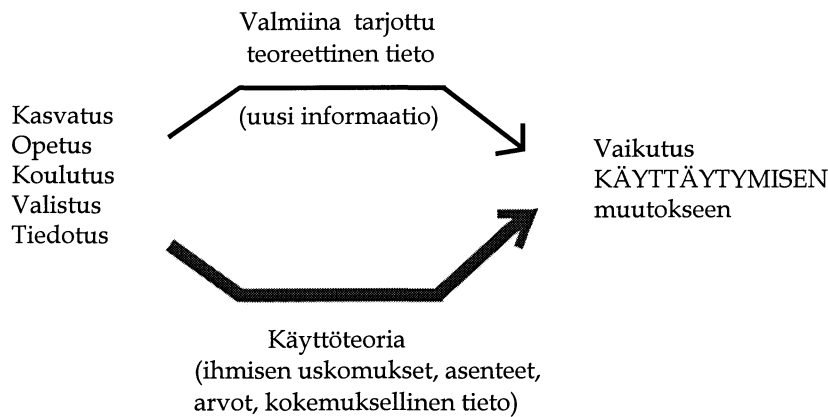 Valmiina tarjottu
teoreettinen tieto
(uusi informaatio)
Kasvatus
Opetus
Koulutus
Valistus
Tiedotus
Vaikutus
KÄYTTÄYTYMISEN
muutokseen
Käyttöteoria
(ihmisen uskomukset, asenteet,
arvot, kokemuksellinen tieto)